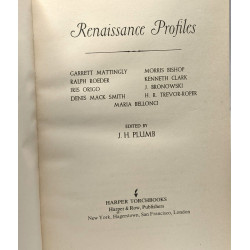 Renaissance Profiles
GARRETT MATTINGLY
RALPH ROEDER
IRIS ORIGO
DENIS MACK SMITH
MORRIS BISHOP
KENNETH CLARK
J. BRONOWSKI
H. R. TREVOR-ROPER
MARIA BELLONCI
EDITED BY
J. H. PLUMB
HARPER TORCHBOOKS
Harper & Row, Publishers
New York, Hagerstown, San Francisco, London